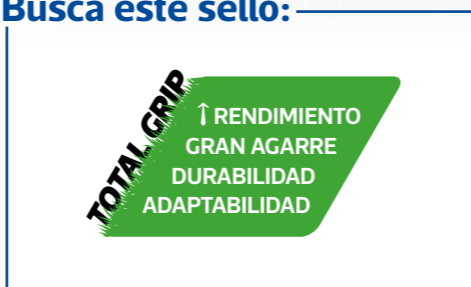 Busca este sello:
TOTAL GRIP
↑ RENDIMIENTO
GRAN AGARRE
DURABILIDAD
ADAPTABILIDAD